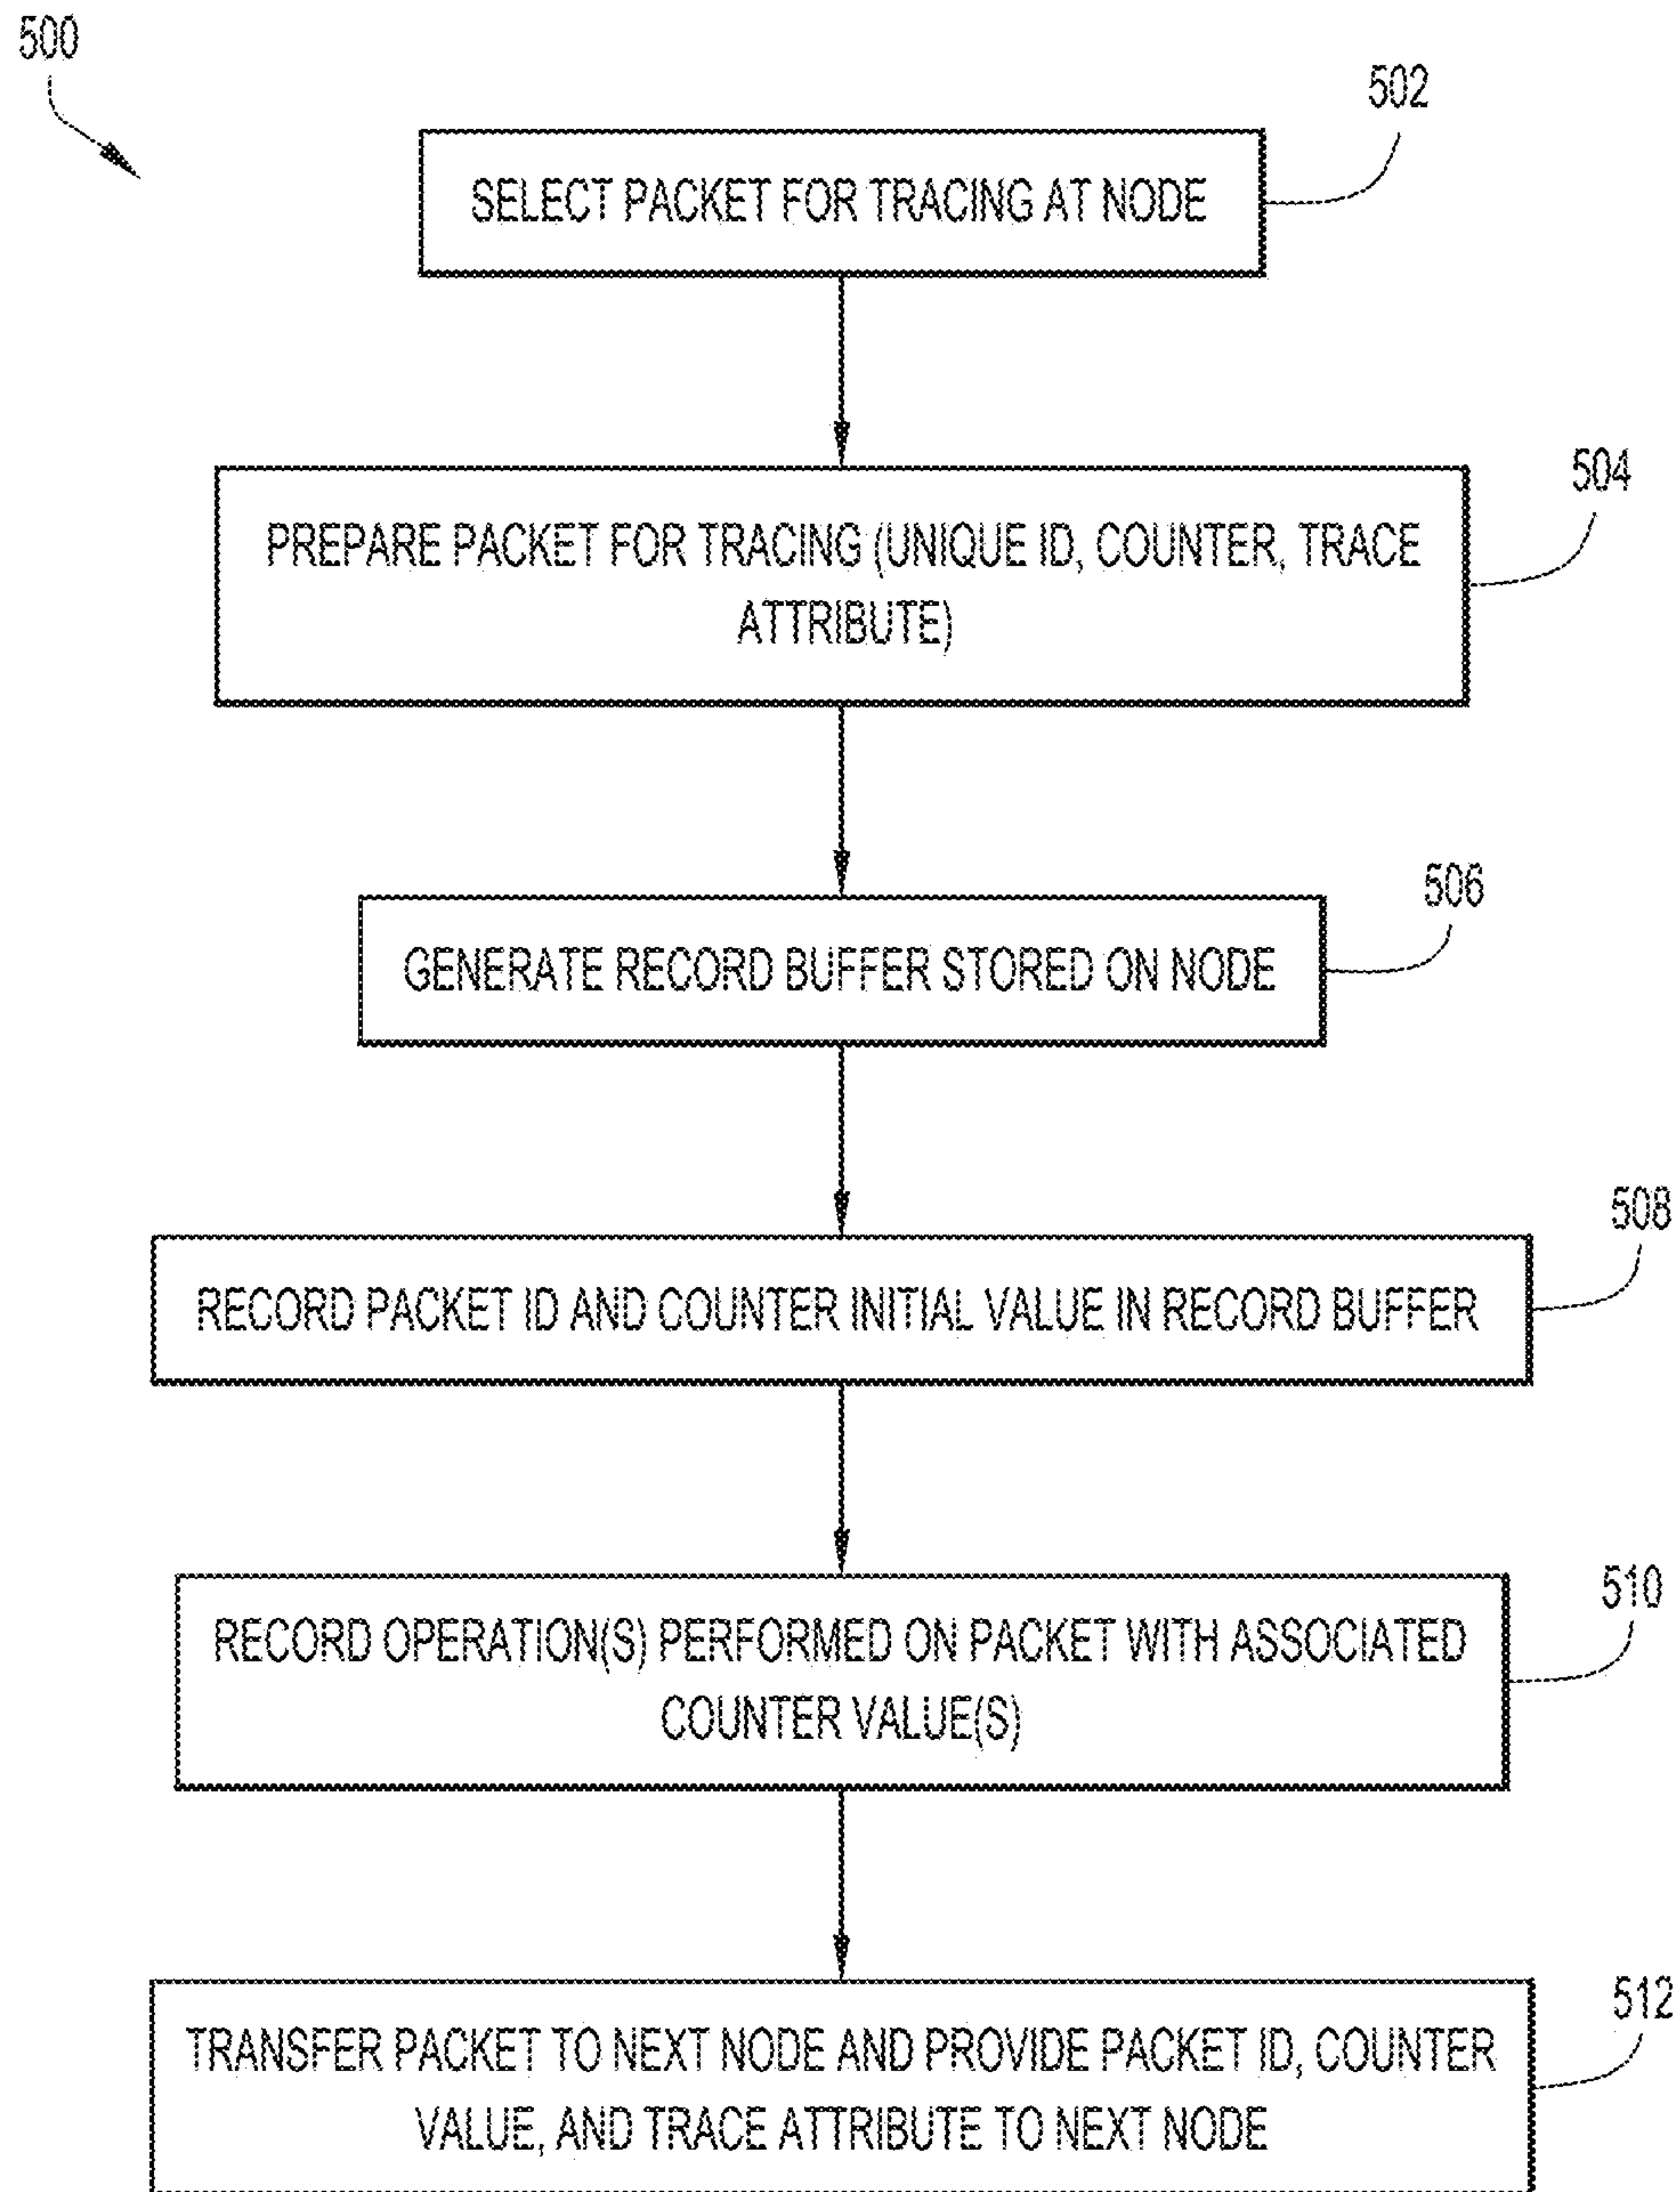 500
502
SELECT PACKET FOR TRACING AT NODE
504
PREPARE PACKET FOR TRACING (UNIQUE ID, COUNTER, TRACE
ATTRIBUTE)
506
GENERATE RECORD BUFFER STORED ON NODE
508
RECORD PACKET ID AND COUNTER INITIAL VALUE IN RECORD BUFFER
510
RECORD OPERATION(S) PERFORMED ON PACKET WITH ASSOCIATED
COUNTER VALUE(S)
512
TRANSFER PACKET TO NEXT NODE AND PROVIDE PACKET ID, COUNTER
VALUE, AND TRACE ATTRIBUTE TO NEXT NODE